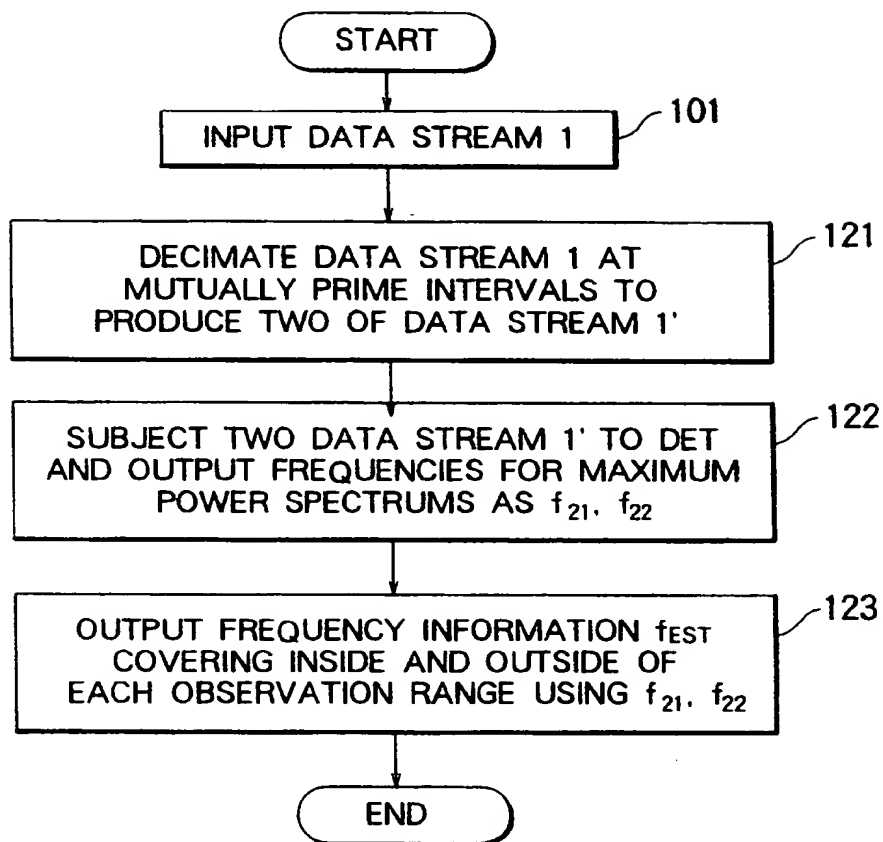 START
INPUT DATA STREAM 1
101
DECIMATE DATA STREAM 1 AT
MUTUALLY PRIME INTERVALS TO
PRODUCE TWO OF DATA STREAM 1'
121
SUBJECT TWO DATA STREAM 1' TO DET
AND OUTPUT FREQUENCIES FOR MAXIMUM
POWER SPECTRUMS AS f21, f22
122
OUTPUT FREQUENCY INFORMATION fEST
COVERING INSIDE AND OUTSIDE OF
EACH OBSERVATION RANGE USING f21, f22
123
END